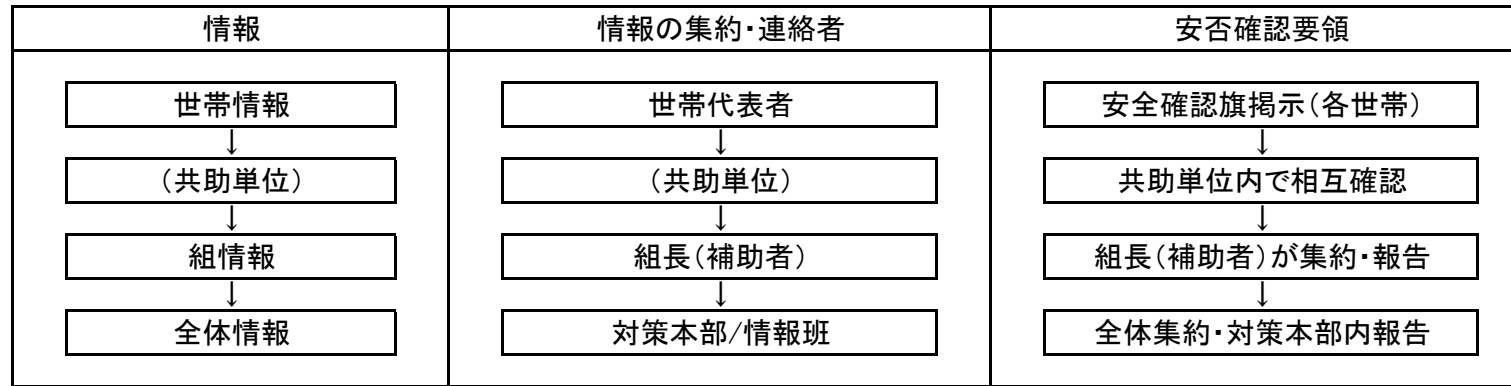 情報
情報の集約・連絡者
安否確認要領
世帯情報
↓
(共助単位)
↓
組情報
↓
全体情報
世帯代表者
↓
(共助単位)
↓
組長(補助者)
↓
対策本部/情報班
安全確認旗掲示(各世帯)
↓
共助単位内で相互確認
↓
組長(補助者)が集約・報告
↓
全体集約・対策本部内報告